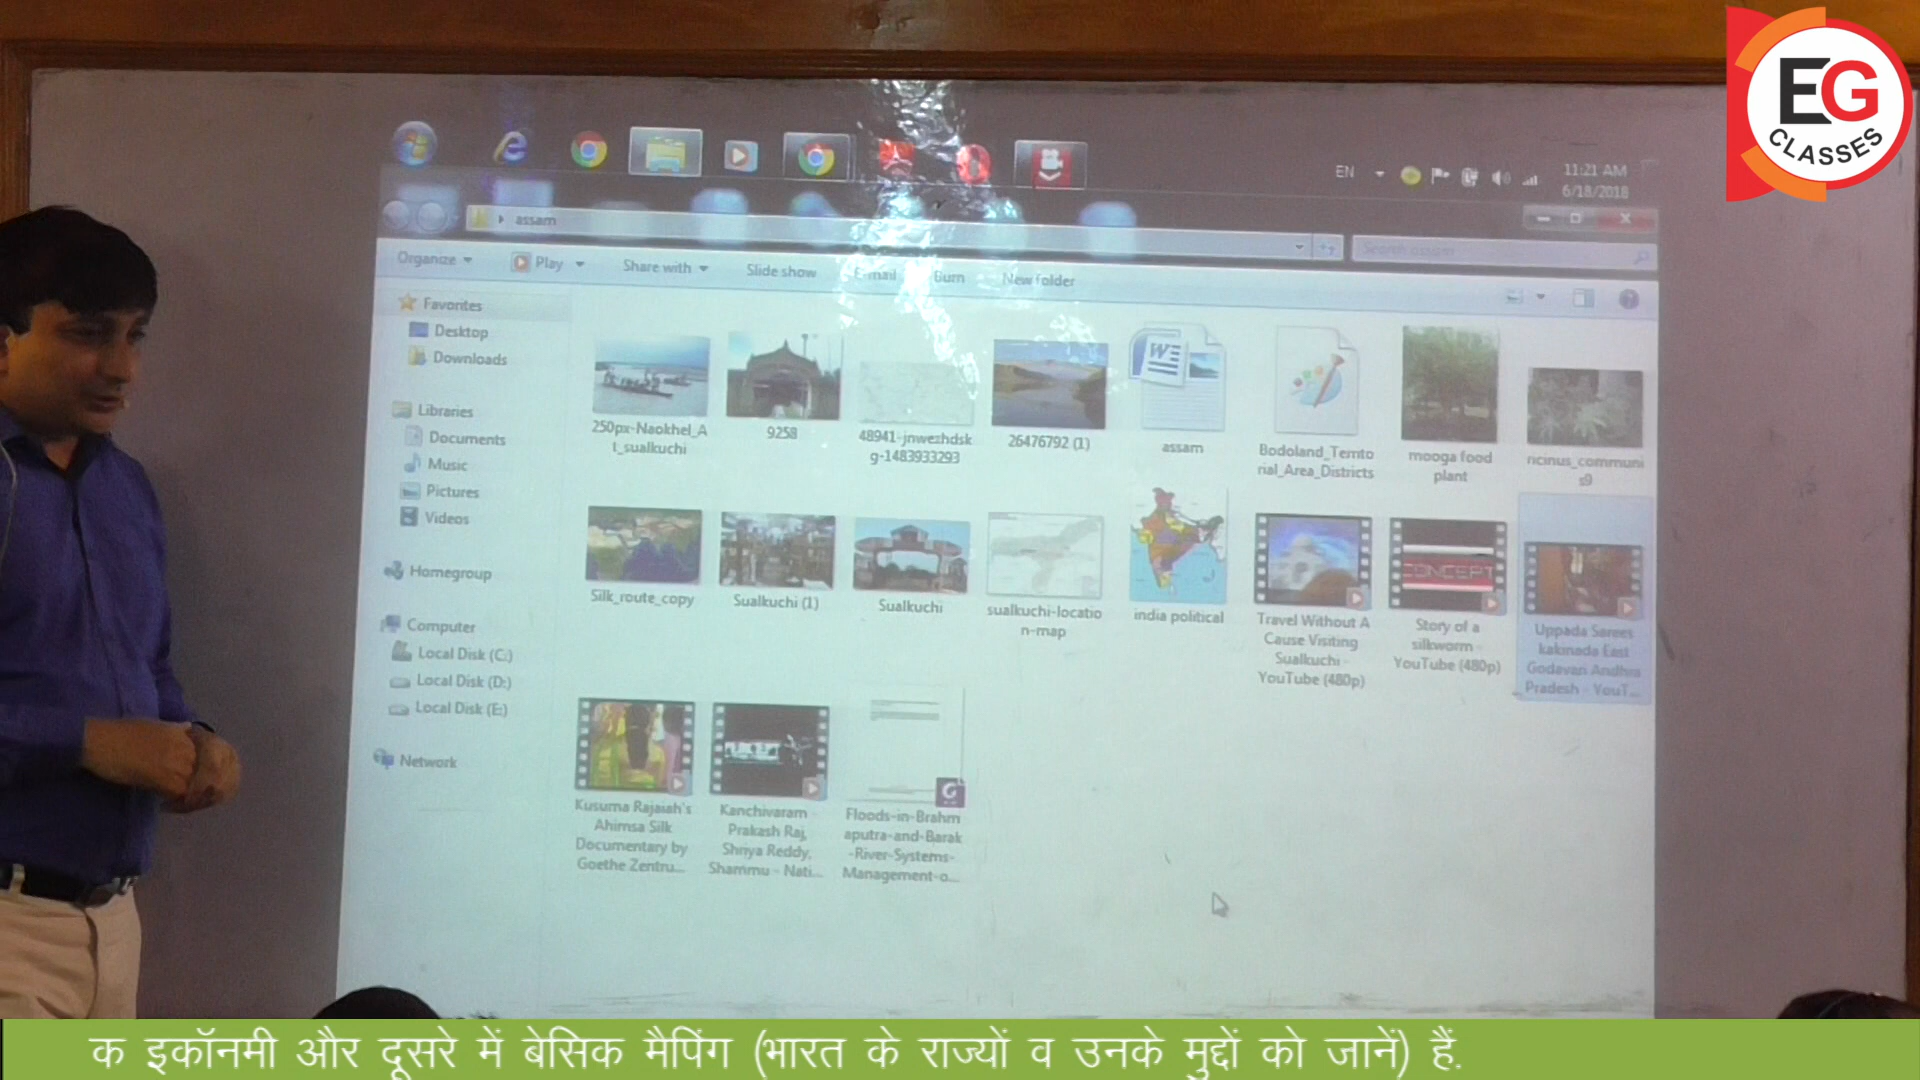 EG
CLASSES
EN
11:21 AM
6/18/2018
assam
Organize
Play
Share with
Slide show
E-mail
Burn
New folder
Favorites
Desktop
Downloads
Libraries
Documents
Music
Pictures
Videos
Homegroup
Computer
Local Disk (C:)
Local Disk (D:)
Local Disk (E:)
Network
250px-Naokhel_A
t_sualkuchi
9258
48941-jnwezhdsk
g-1483933293
26476792 (1)
assam
Bodoland_Territo
rial_Area_Districts
mooga food
plant
ricinus_communi
s9
Silk_route_copy
Sualkuchi (1)
Sualkuchi
sualkuchi-locatio
n-map
india political
Travel Without A
Cause Visiting
Sualkuchi -
YouTube (480p)
CONCEPT
Story of a
silkworm -
YouTube (480p)
Uppada Sarees
kakinada East
Godavari Andhra
Pradesh - YouT...
Kusuma Rajaiah's
Ahimsa Silk
Documentary by
Goethe Zentru...
Kanchivaram -
Prakash Raj,
Shriya Reddy,
Shammu - Nati...
Floods-in-Brahm
aputra-and-Barak
-River-Systems-
Management-o...
क इकॉनमी और दूसरे में बेसिक मैपिंग (भारत के राज्यों व उनके मुद्दों को जानें) हैं.